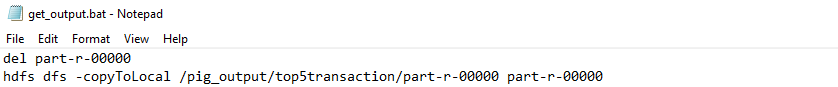 get_output.bat - Notepad
File Edit Format View Help
del part-r-00000
hdfs dfs -copyToLocal /pig_output/top5transaction/part-r-00000 part-r-00000